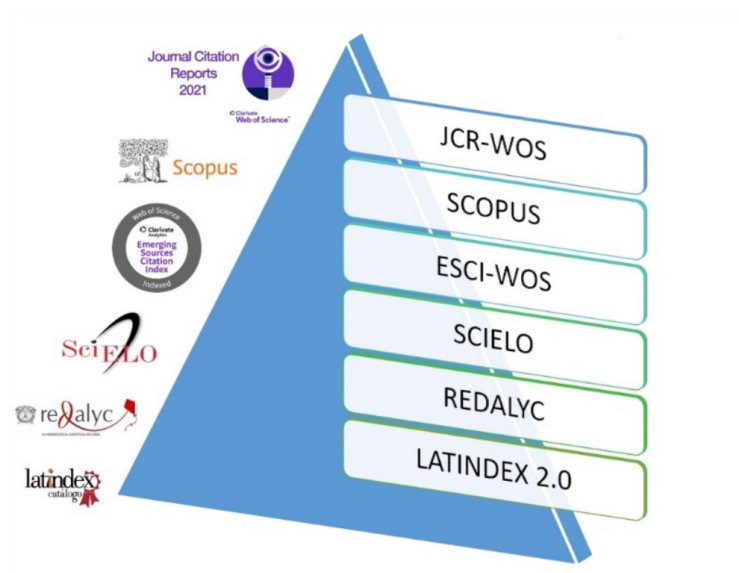 Journal Citation
Reports
2021
Clarivate
Web of Science™
JCR-WOS
Scopus
SCOPUS
Web of Science
Clarivate
Analytics
Emerging
Sources
Citation
Index
Indexed
ESCI-WOS
SciELO
SCIELO
redalyc
REDALYC
latindex
catálogo
LATINDEX 2.0